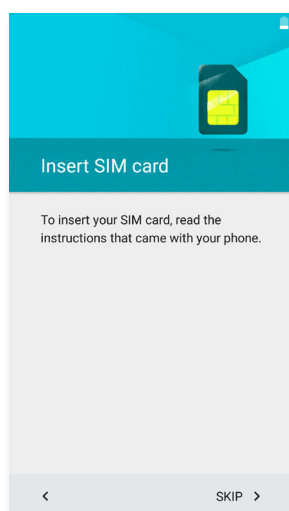 Insert SIM card
To insert your SIM card, read the
instructions that came with your phone.
SKIP